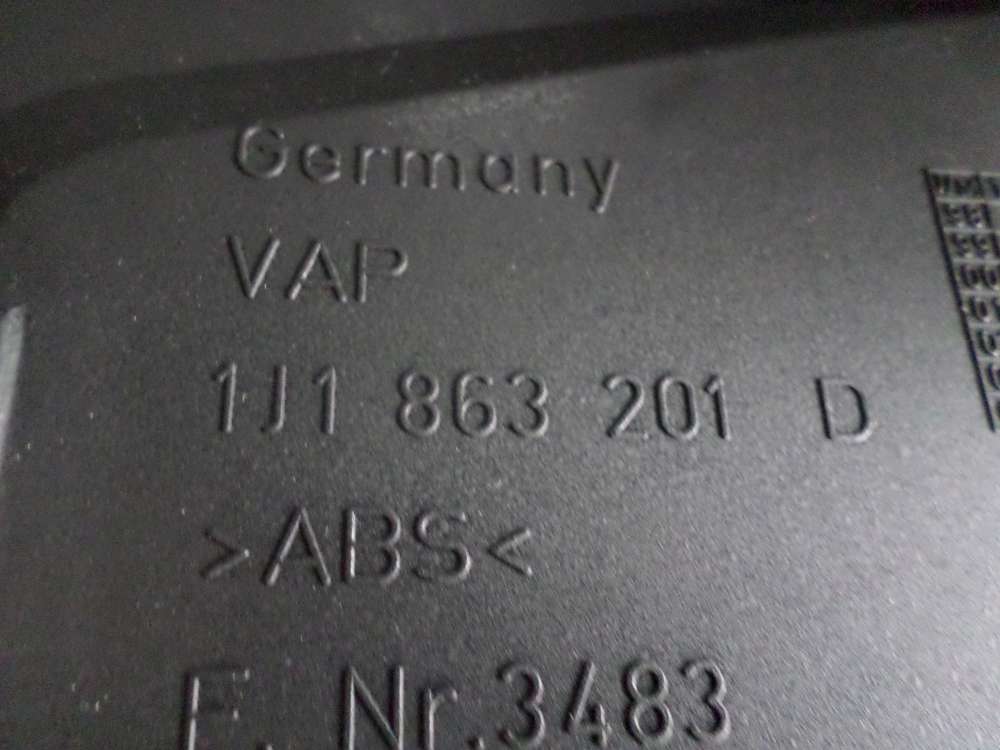 Germany
VAP
1J1 863 201 D
>ABS<
F. Nr.3483